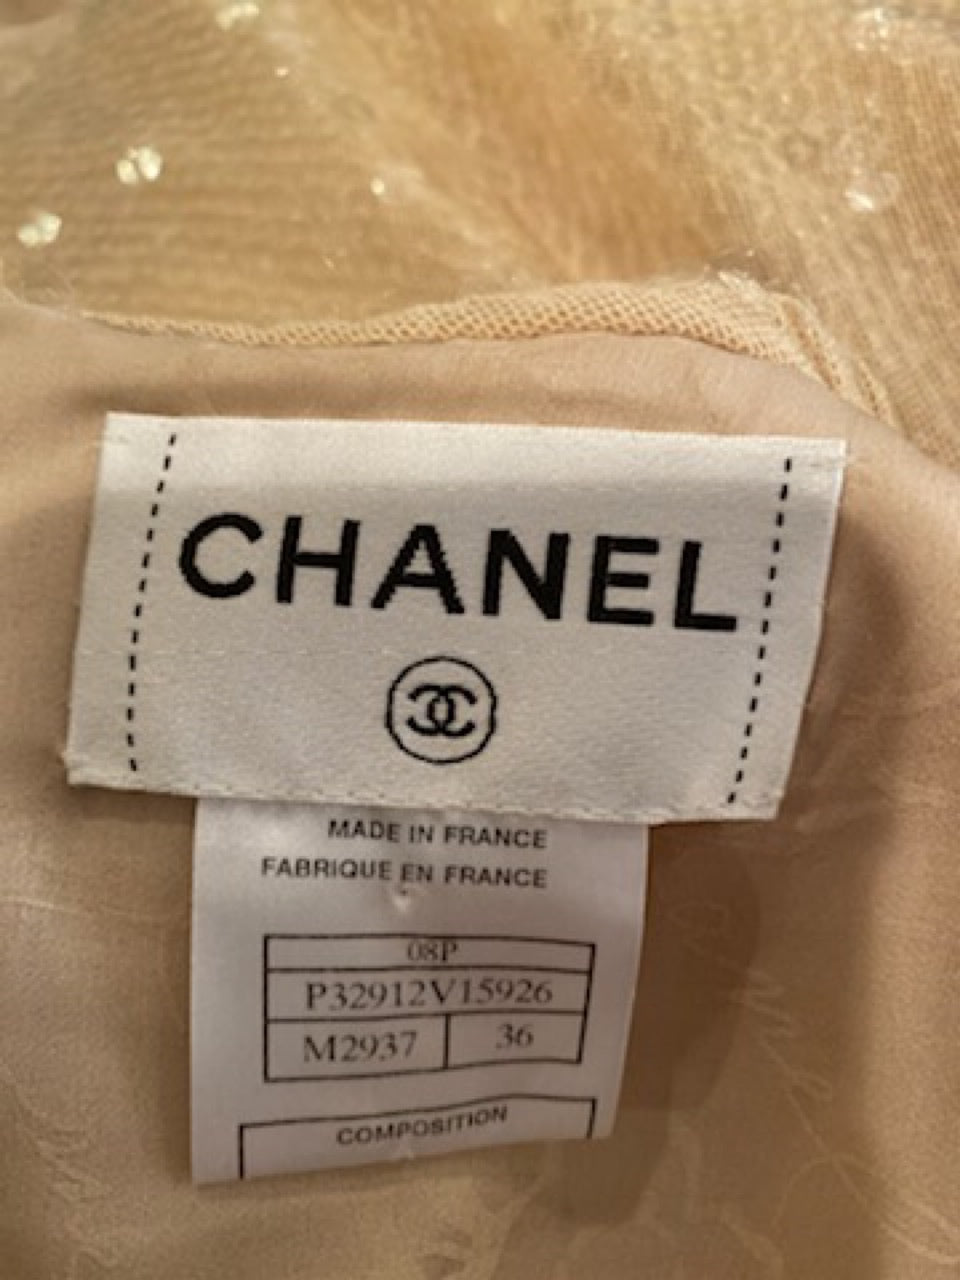 CHANEL
MADE IN FRANCE
FABRIQUE EN FRANCE
08P
P32912V15926
M2937 36
COMPOSITION